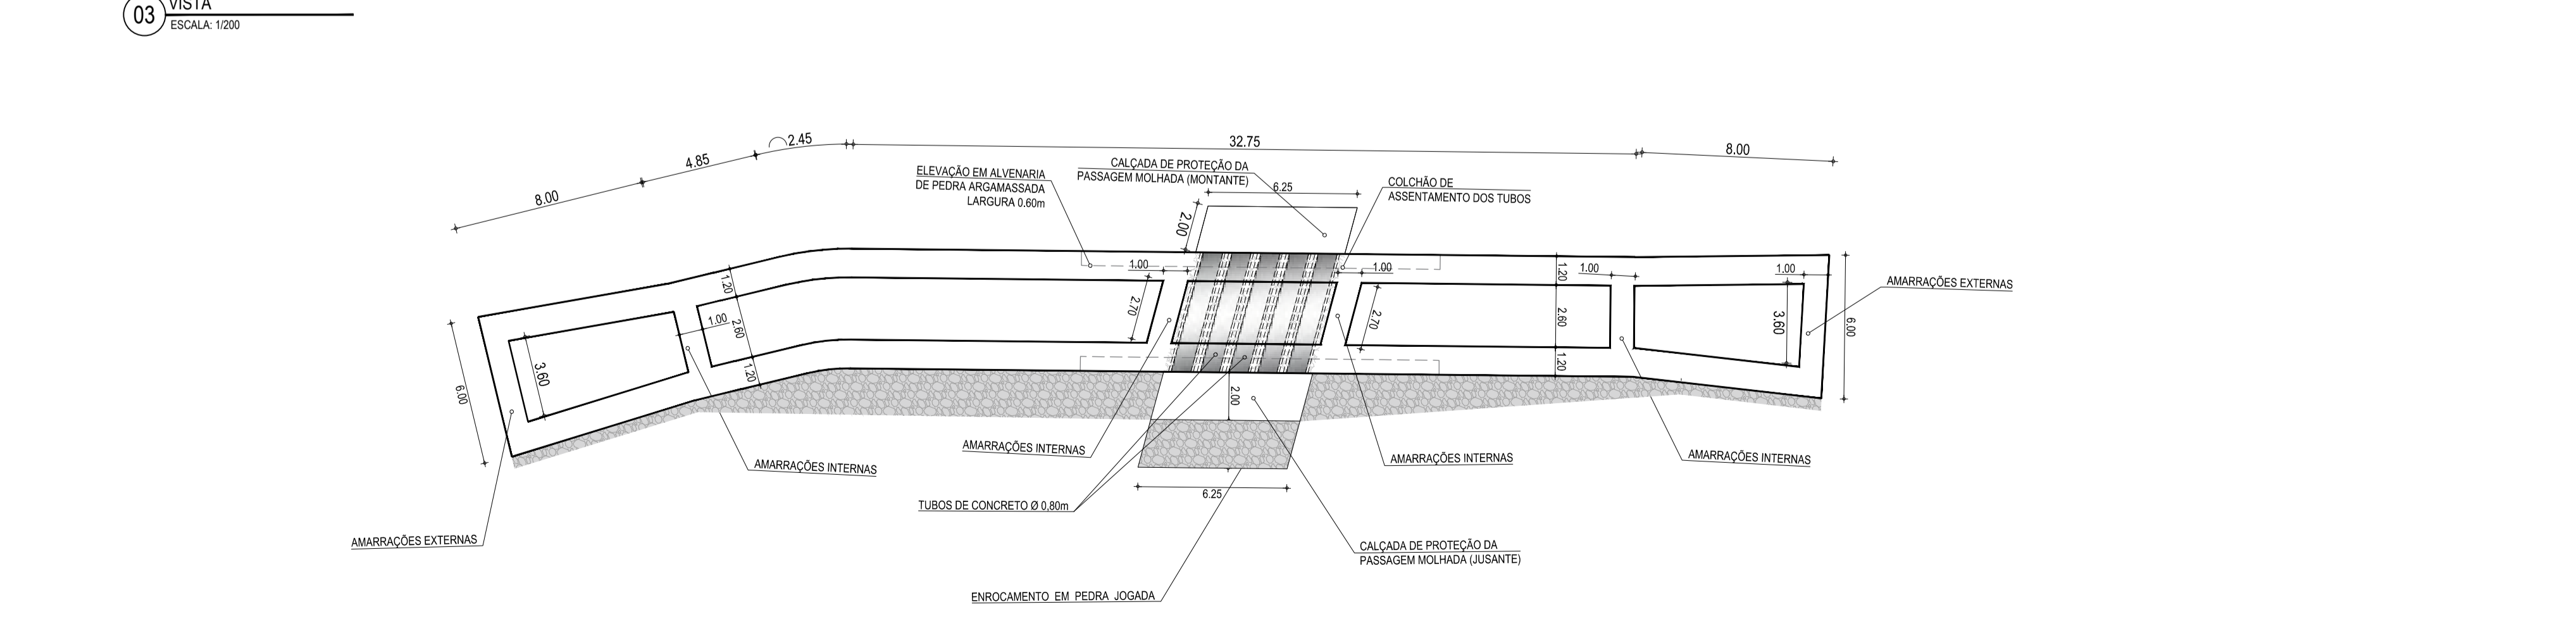 03
VISTA
ESCALA: 1/200
8.00
4.85
2.45
32.75
8.00
ELEVAÇÃO EM ALVENARIA
DE PEDRA ARGAMASSADA
LARGURA 0.60m
CALÇADA DE PROTEÇÃO DA
PASSAGEM MOLHADA (MONTANTE)
6.25
2.00
COLCHÃO DE
ASSENTAMENTO DOS TUBOS
1.20
2.60
1.20
1.00
1.00
2.70
1.00
2.70
1.20
2.60
1.20
1.00
1.00
3.60
6.00
AMARRAÇÕES EXTERNAS
3.60
6.00
2.00
AMARRAÇÕES INTERNAS
AMARRAÇÕES INTERNAS
AMARRAÇÕES INTERNAS
AMARRAÇÕES INTERNAS
6.25
TUBOS DE CONCRETO Ø 0,80m
AMARRAÇÕES EXTERNAS
CALÇADA DE PROTEÇÃO DA
PASSAGEM MOLHADA (JUSANTE)
ENROCAMENTO EM PEDRA JOGADA